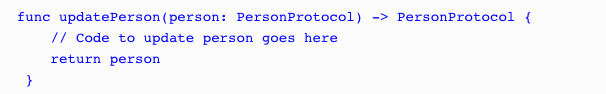 func updatePerson(person: PersonProtocol) -> PersonProtocol {
    // Code to update person goes here
    return person
 }